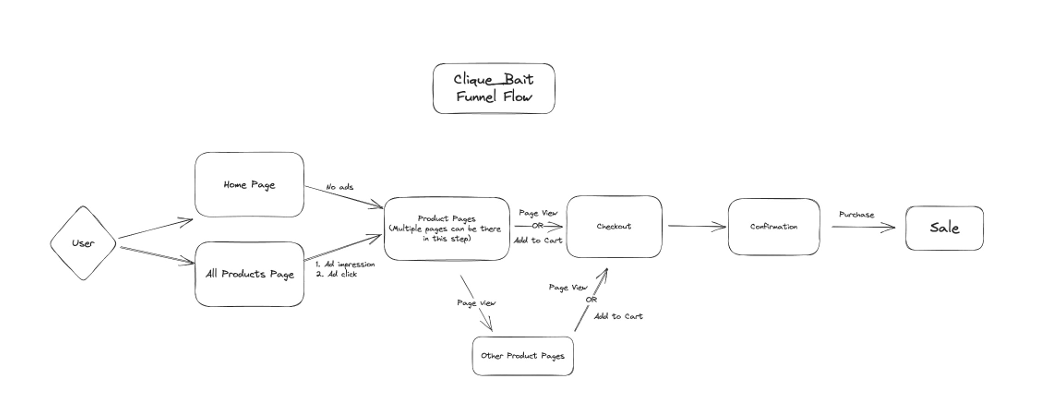 Clique_Bait
Funnel Flow
User
Home Page
All Products Page
No ads
1. Ad impression
2. Ad click
Product Pages
(Multiple pages can be there
in this step)
Page View
OR
Add to Cart
Checkout
Confirmation
Purchase
Sale
Page view
Other Product Pages
Page View
OR
Add to Cart